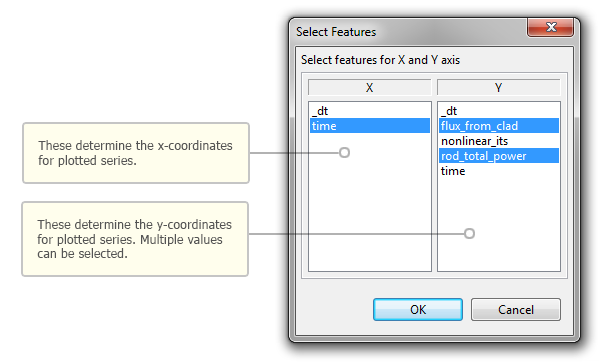 Select Features
Select features for X and Y axis
X
Y
_dt
time
_dt
flux_from_clad
nonlinear_its
rod_total_power
time
These determine the x-coordinates
for plotted series.
These determine the y-coordinates
for plotted series. Multiple values
can be selected.
OK
Cancel